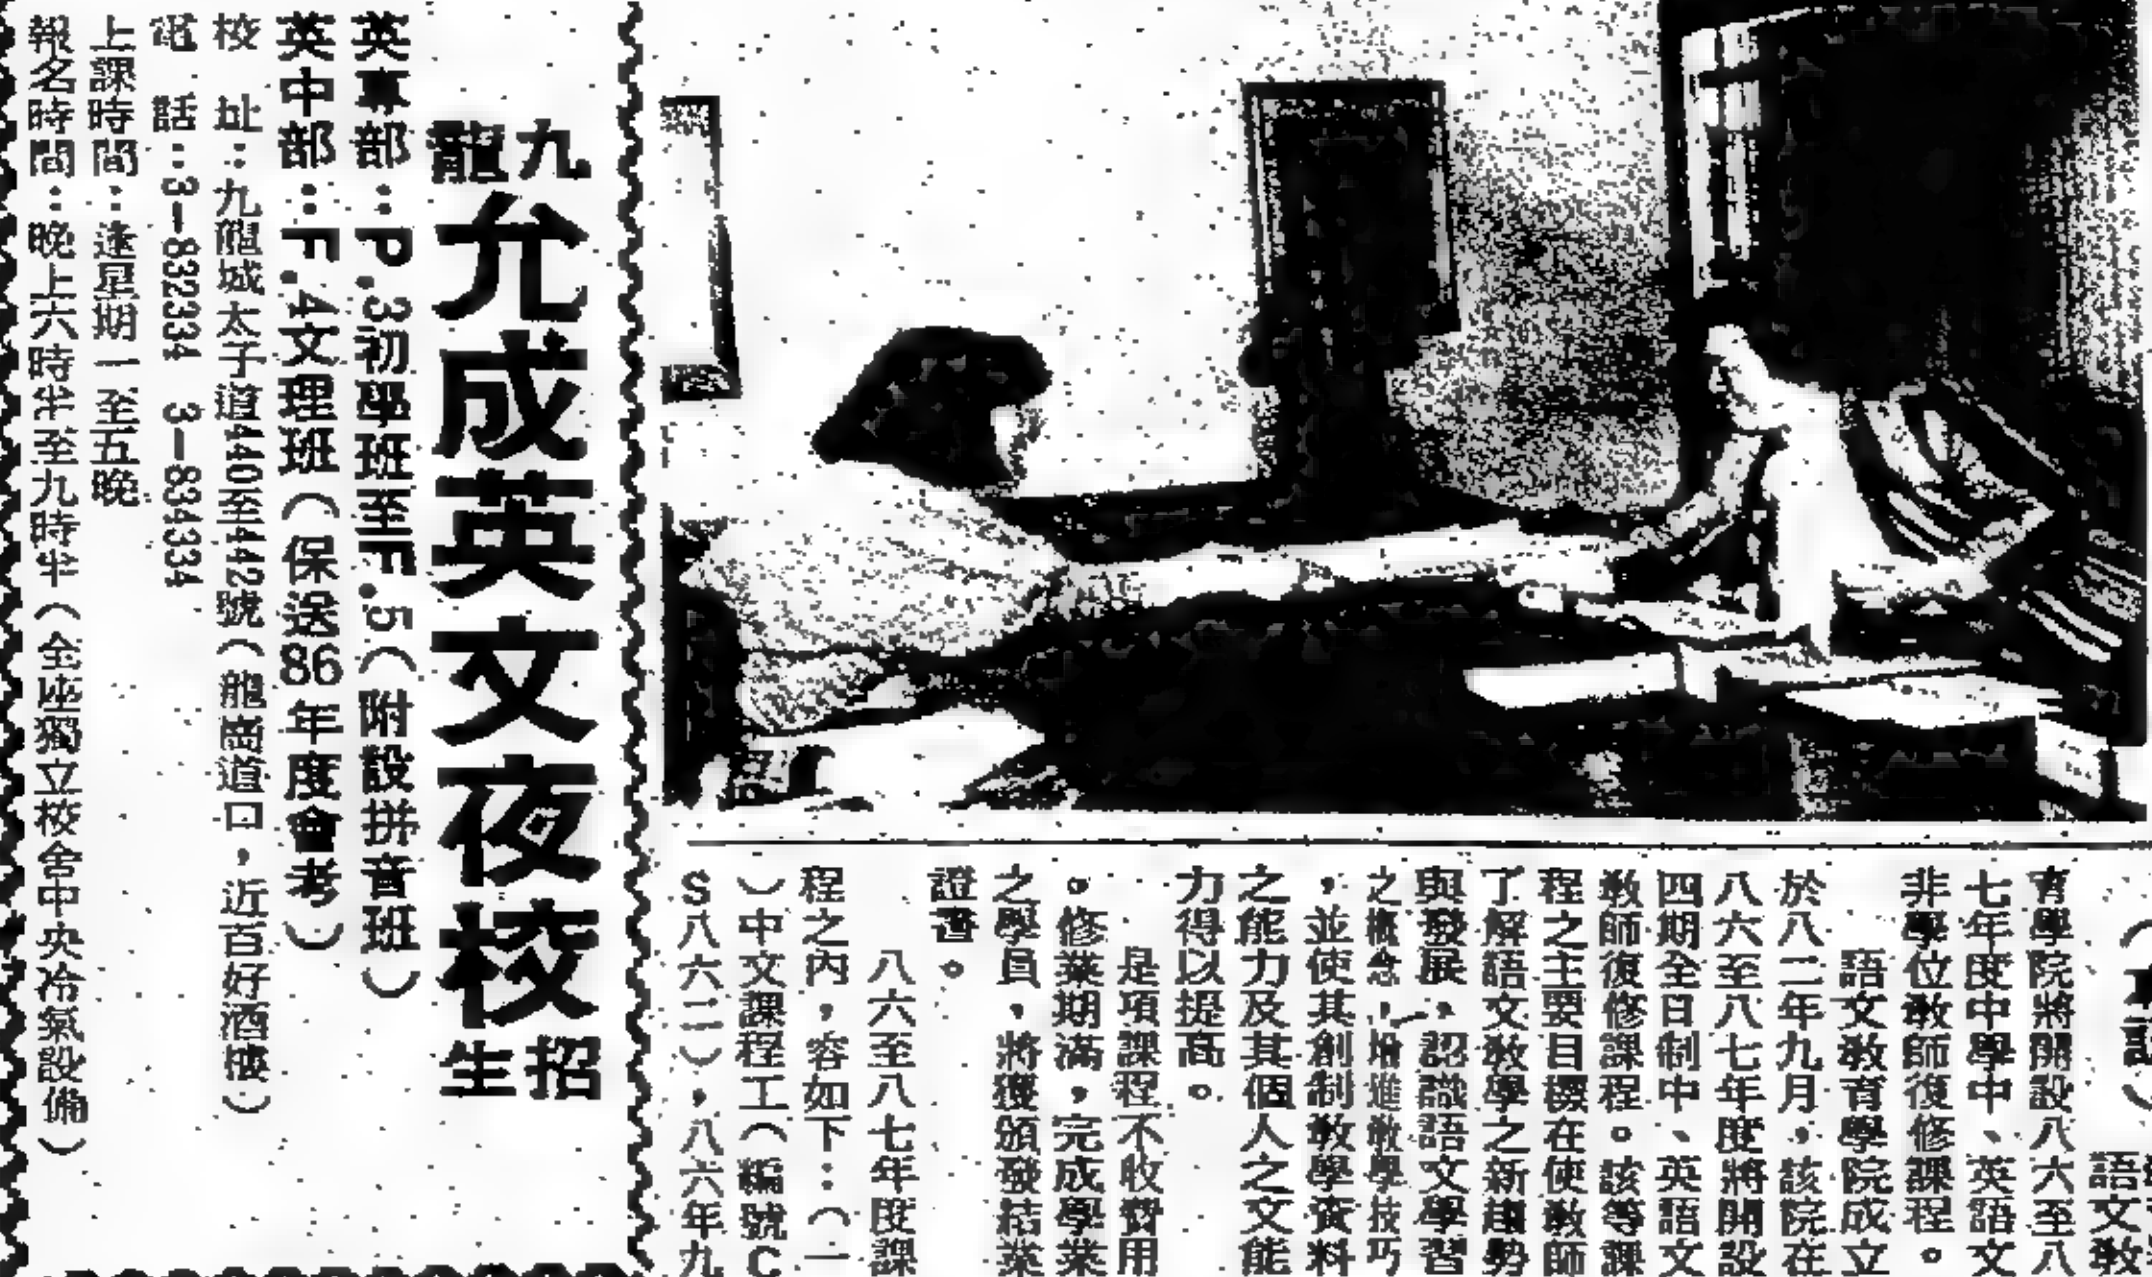 九龍
允成英文夜校
招生
英專部：P.3初學班至F.5（附設拼音班）
英中部：F.4文理班（保送86年度會考）
校址：九龍城太子道440至442號（龍崗道口，近百好酒樓）
電話：3－832334 3－834334
上課時間：逢星期一至五晚
報名時間：晚上六時半至九時半（全座獨立校舍中央冷氣設備）
語文教
育學院將開設八六至八
七年度中學中、英語文
非學位教師復修課程。
語文教育學院成立
於八二年九月，該院在
八六至八七年度將開設
四期全日制中、英語文
教師復修課程。該等課
程之主要目標在使教師
了解語文教學之新趨勢
與發展，認識語文學習
之概念，增進教學技巧
，並使其創制教學資料
之能力及其個人之文能
力得以提高。
是項課程不收費用
。修業期滿，完成學業
之學員，將獲頒發結業
證書。
八六至八七年度課
程之內，容如下：（一
）中文課程工（編號C
S八六二），八六年九